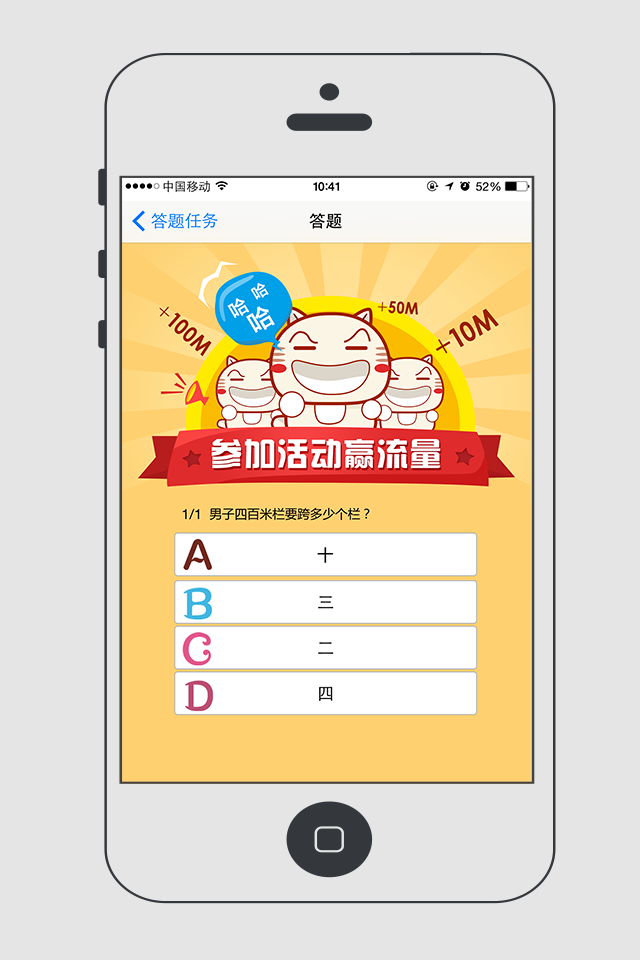 中国移动 10:41 52%
答题任务 答题
哈 哈 哈
+100M
+50M
+10M
参加活动赢流量
1/1 男子四百米栏要跨多少个栏？
A 十
B 三
C 二
D 四